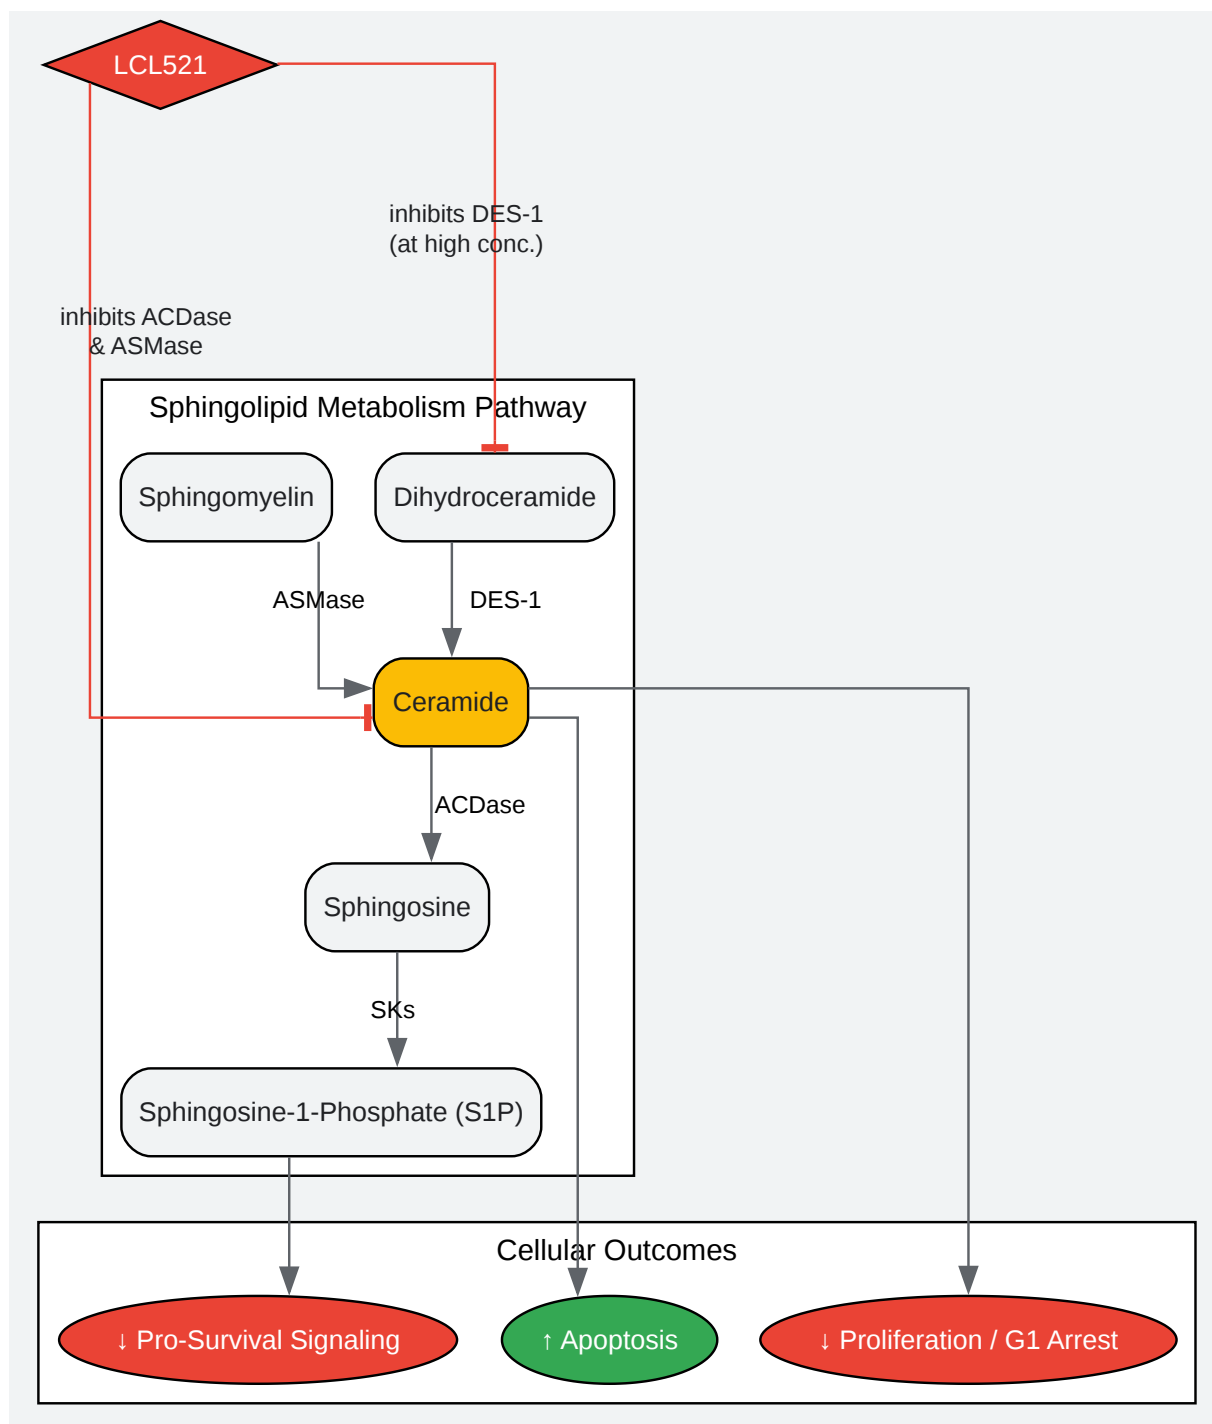 LCL521
inhibits DES-1
(at high conc.)
inhibits ACDase
& ASMase
Sphingolipid Metabolism Pathway
Sphingomyelin
Dihydroceramide
ASMase
DES-1
Ceramide
ACDase
Sphingosine
SKs
Sphingosine-1-Phosphate (S1P)
Cellular Outcomes
↓ Pro-Survival Signaling
↑ Apoptosis
↓ Proliferation / G1 Arrest